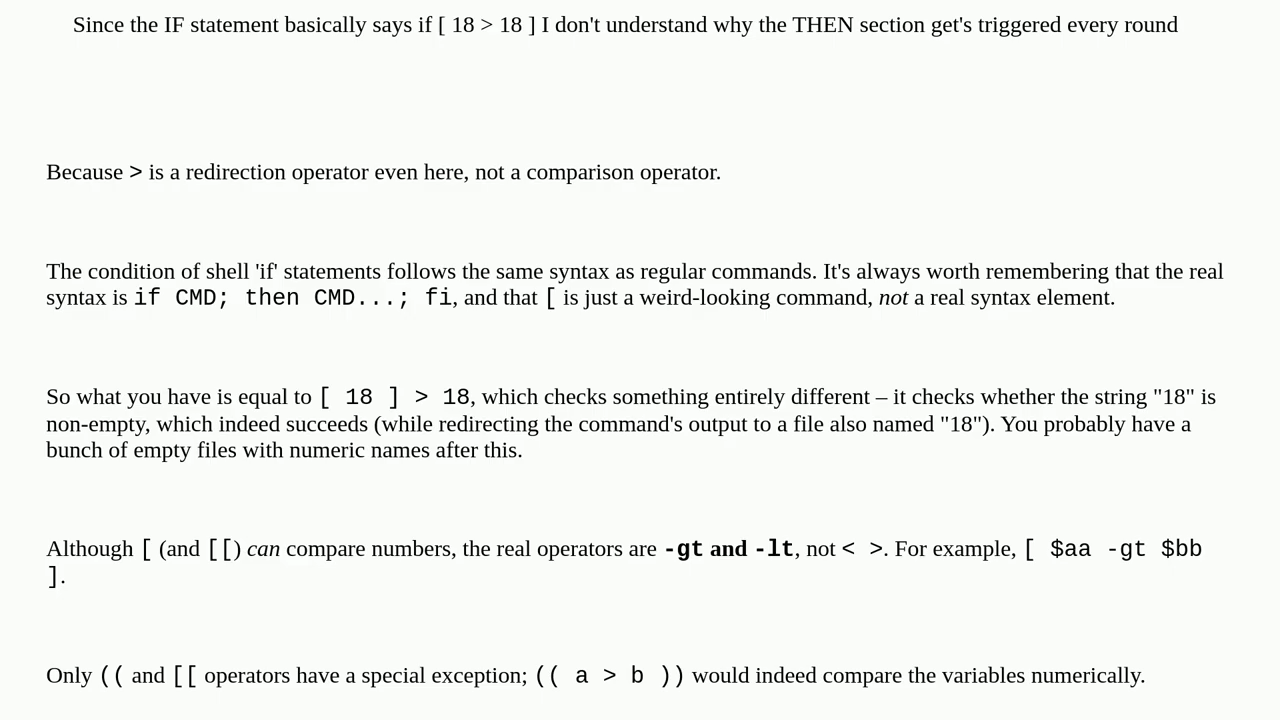 Since the IF statement basically says if [ 18 > 18 ] I don't understand why the THEN section get's triggered every round
Because > is a redirection operator even here, not a comparison operator.
The condition of shell 'if' statements follows the same syntax as regular commands. It's always worth remembering that the real
syntax is if CMD; then CMD...; fi, and that [ is just a weird-looking command, not a real syntax element.
So what you have is equal to [ 18 ] > 18, which checks something entirely different – it checks whether the string "18" is
non-empty, which indeed succeeds (while redirecting the command's output to a file also named "18"). You probably have a
bunch of empty files with numeric names after this.
Although [ (and [[) can compare numbers, the real operators are -gt and -lt, not < >. For example, [ $aa -gt $bb
].
Only (( and [[ operators have a special exception; (( a > b )) would indeed compare the variables numerically.